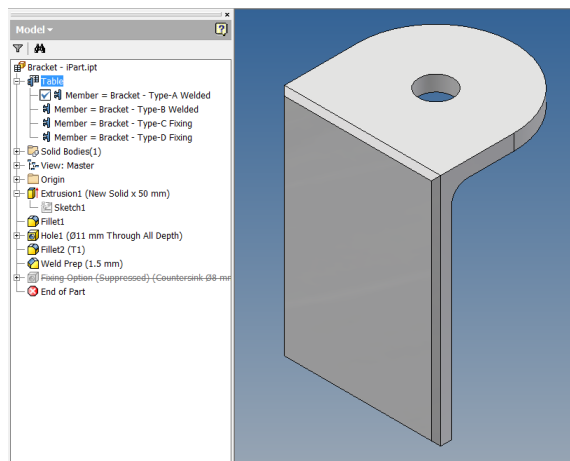 Model
Bracket - iPart.ipt
Table
Member = Bracket - Type-A Welded
Member = Bracket - Type-B Welded
Member = Bracket - Type-C Fixing
Member = Bracket - Type-D Fixing
Solid Bodies(1)
View: Master
Origin
Extrusion1 (New Solid x 50 mm)
Sketch1
Fillet1
Hole1 (Ø11 mm Through All Depth)
Fillet2 (T1)
Weld Prep (1.5 mm)
Fixing Option (Suppressed) (Countersink Ø8 mm
End of Part